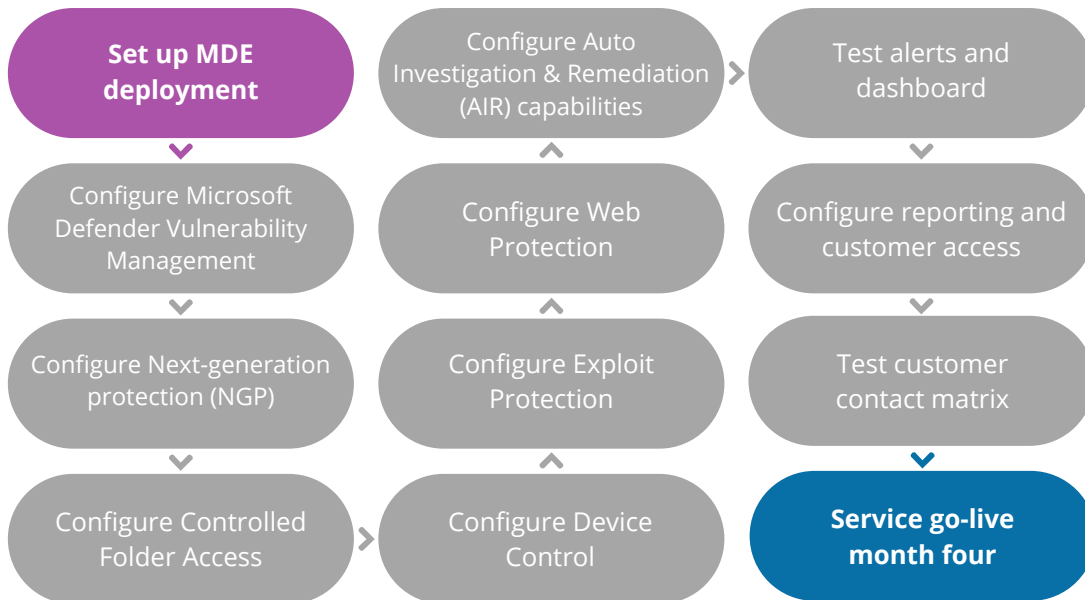 Set up MDE
deployment
Configure Microsoft
Defender Vulnerability
Management
Configure Next-generation
protection (NGP)
Configure Controlled
Folder Access
Configure Device
Control
Configure Exploit
Protection
Configure Web
Protection
Configure Auto
Investigation & Remediation
(AIR) capabilities
Test alerts and
dashboard
Configure reporting and
customer access
Test customer
contact matrix
Service go-live
month four